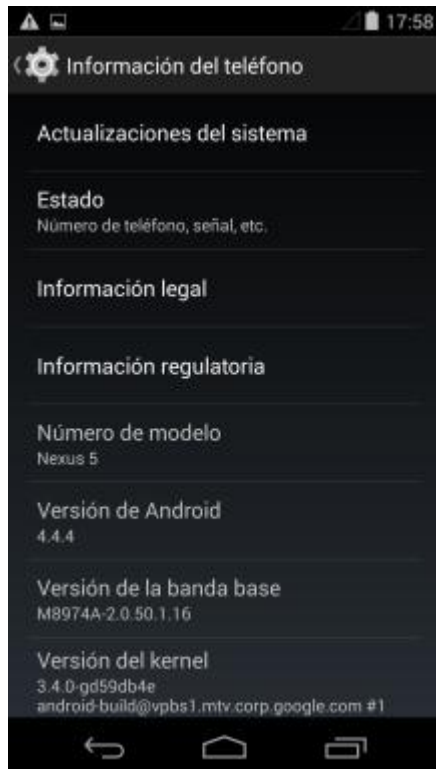 17:58
Información del teléfono
Actualizaciones del sistema
Estado
Número de teléfono, señal, etc.
Información legal
Información regulatoria
Número de modelo
Nexus 5
Versión de Android
4.4.4
Versión de la banda base
M8974A-2.0.50.1.16
Versión del kernel
3.4.0-gd59db4e
android-build@vpbs1.mtv.corp.google.com #1